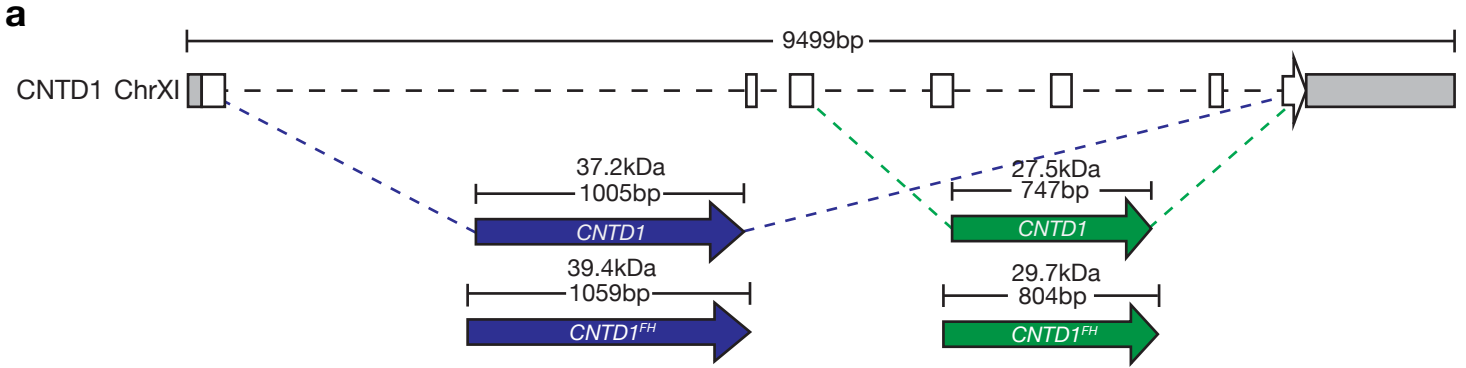 a
9499bp
CNTD1 ChrXI
37.2kDa
1005bp
CNTD1
39.4kDa
1059bp
CNTD1FH
27.5kDa
747bp
CNTD1
29.7kDa
804bp
CNTD1FH